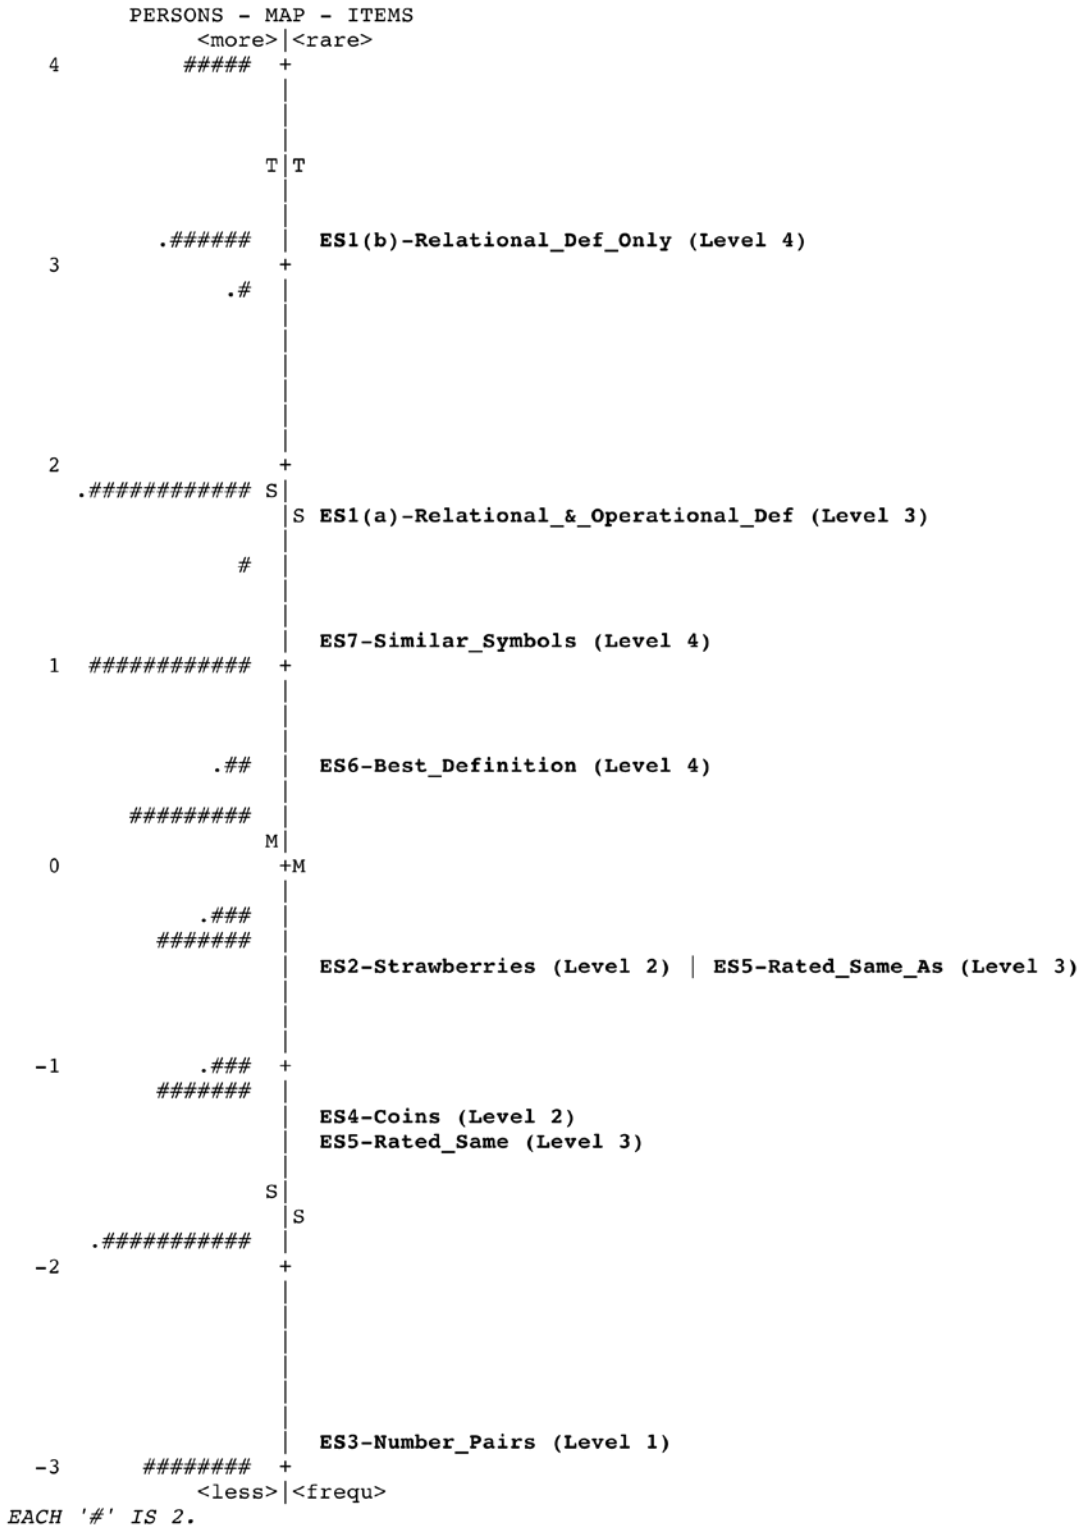 PERSONS - MAP - ITEMS
<more>|<rare>
4 ##### +
|
|
|
T|T
|
|
.###### | ES1(b)-Relational_Def_Only (Level 4)
3 +
.# |
|
|
|
|
|
|
2 +
.############ S|
|S ES1(a)-Relational_&_Operational_Def (Level 3)
|
# |
|
|
| ES7-Similar_Symbols (Level 4)
1 ############ +
|
|
|
.## | ES6-Best_Definition (Level 4)
|
######### |
M|
0 +M
|
.### |
####### |
| ES2-Strawberries (Level 2) | ES5-Rated_Same_As (Level 3)
|
|
|
-1 .### +
####### |
| ES4-Coins (Level 2)
| ES5-Rated_Same (Level 3)
|
S|
|S
.########### |
-2 +
|
|
|
|
|
|
| ES3-Number_Pairs (Level 1)
-3 ######## +
<less>|<frequ>
EACH '#' IS 2.